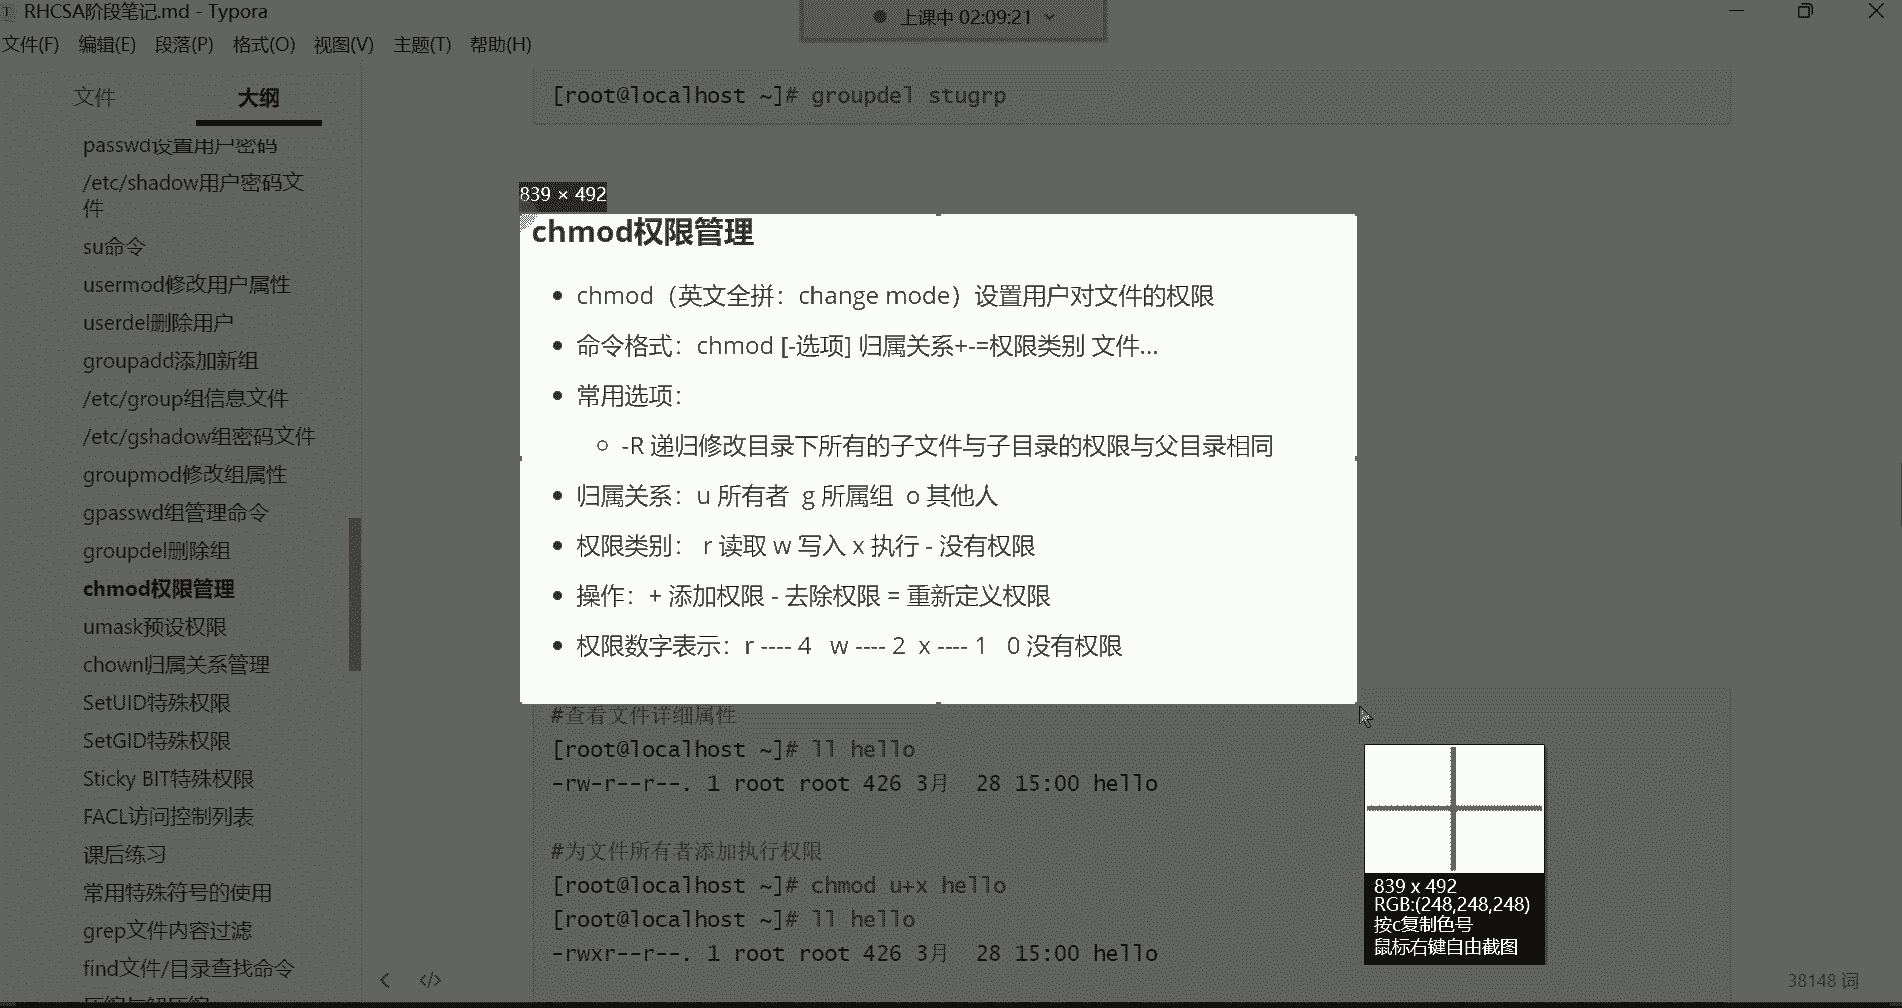 RHCSA阶段笔记.md - Typora
上课中 02:09:21
文件(F) 编辑(E) 段落(P) 格式(O) 视图(V) 主题(T) 帮助(H)
文件 大纲
passwd设置用户密码
/etc/shadow用户密码文
件
su命令
usermod修改用户属性
userdel删除用户
groupadd添加新组
/etc/group组信息文件
/etc/gshadow组密码文件
groupmod修改组属性
gpasswd组管理命令
groupdel删除组
chmod权限管理
umask预设权限
chown归属关系管理
SetUID特殊权限
SetGID特殊权限
Sticky BIT特殊权限
FACL访问控制列表
课后练习
常用特殊符号的使用
grep文件内容过滤
find文件/目录查找命令
[root@localhost ~]# groupdel stugrp
839 × 492
chmod权限管理
• chmod（英文全拼：change mode）设置用户对文件的权限
• 命令格式：chmod [-选项] 归属关系+-=权限类别 文件...
• 常用选项：
○ -R 递归修改目录下所有的子文件与子目录的权限与父目录相同
• 归属关系：u 所有者 g 所属组 o 其他人
• 权限类别： r 读取 w 写入 x 执行 - 没有权限
• 操作：+ 添加权限 - 去除权限 = 重新定义权限
• 权限数字表示：r ---- 4 w ---- 2 x ---- 1 0 没有权限
#查看文件详细属性
[root@localhost ~]# ll hello
-rw-r--r--. 1 root root 426 3月 28 15:00 hello
#为文件所有者添加执行权限
[root@localhost ~]# chmod u+x hello
[root@localhost ~]# ll hello
-rwxr--r--. 1 root root 426 3月 28 15:00 hello
839 x 492
RGB:(248,248,248)
按c复制色号
鼠标右键自由截图
38148 词